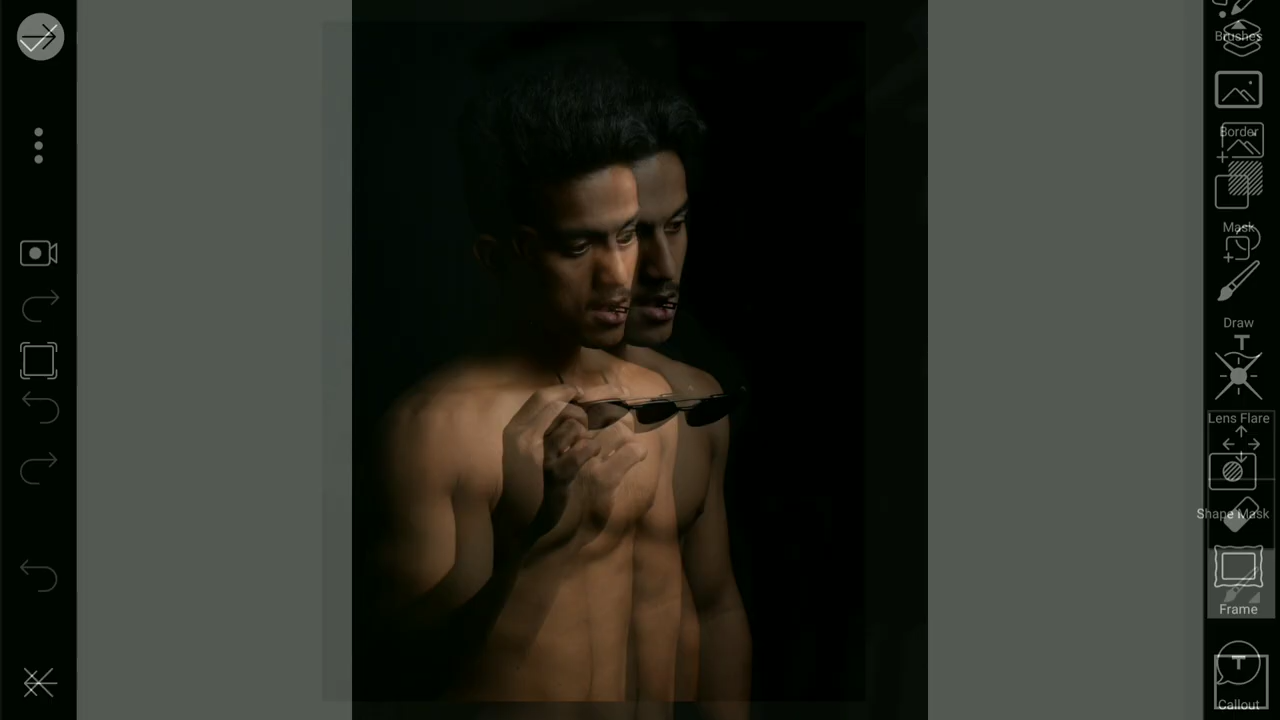 Brushes
Border
Mask
Draw
T
Lens Flare
Shape Mask
Frame
T
Callout